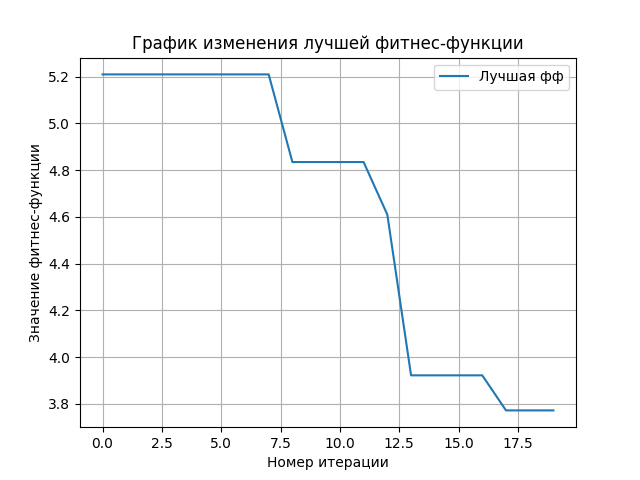 График изменения лучшей фитнес-функции
Лучшая фф
5.2
5.0
4.8
4.6
4.4
4.2
4.0
3.8
Значение фитнес-функции
0.0 2.5 5.0 7.5 10.0 12.5 15.0 17.5
Номер итерации